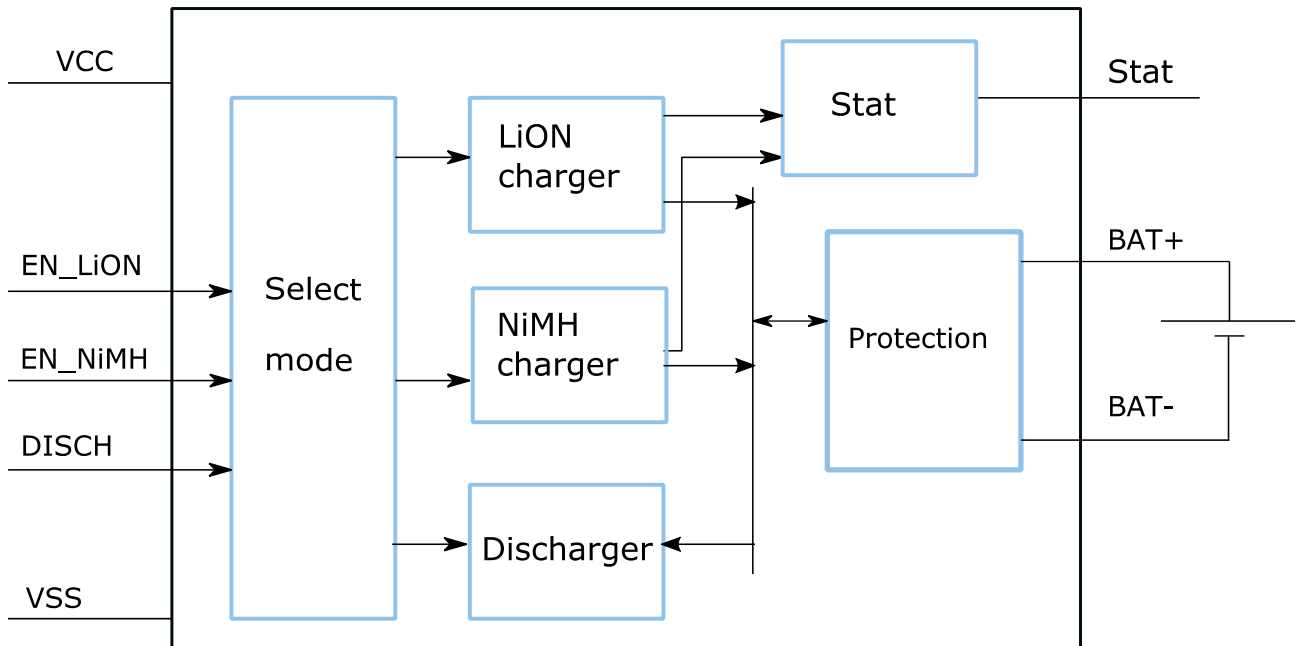 VCC
Stat
Stat
LiON
charger
EN_LiON
Select
mode
BAT+
NiMH
charger
Protection
EN_NiMH
BAT-
DISCH
Discharger
VSS